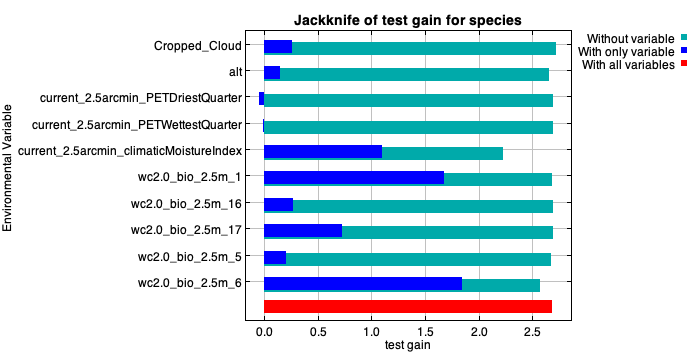 Jackknife of test gain for species
Without variable
With only variable
With all variables
Environmental Variable
Cropped_Cloud
alt
current_2.5arcmin_PETDriestQuarter
current_2.5arcmin_PETWettestQuarter
current_2.5arcmin_climaticMoistureIndex
wc2.0_bio_2.5m_1
wc2.0_bio_2.5m_16
wc2.0_bio_2.5m_17
wc2.0_bio_2.5m_5
wc2.0_bio_2.5m_6
0.0 0.5 1.0 1.5 2.0 2.5
test gain